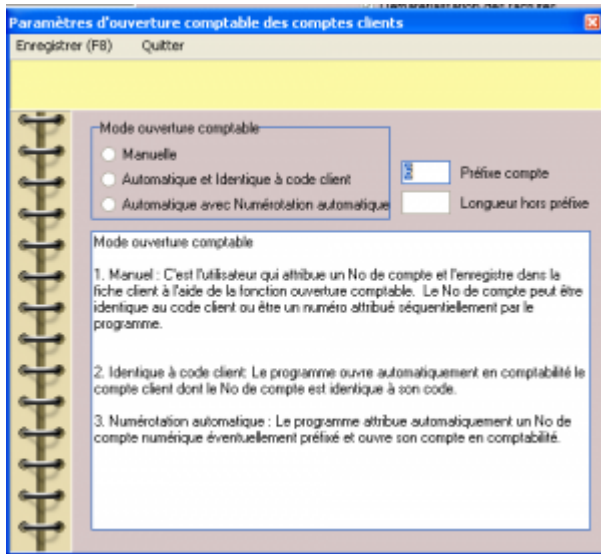 Paramètres d'ouverture comptable des comptes clients
Enregistrer (F8) Quitter
Mode ouverture comptable
Manuelle
Automatique et Identique à code client
Préfixe compte
Automatique avec Numérotation automatique
Longueur hors préfixe
Mode ouverture comptable
1. Manuel : C'est l'utilisateur qui attribue un No de compte et l'enregistre dans la
fiche client à l'aide de la fonction ouverture comptable. Le No de compte peut être
identique au code client ou être un numéro attribué séquentiellement par le
programme.
2. Identique à code client: Le programme ouvre automatiquement en comptabilité le
compte client dont le No de compte est identique à son code.
3. Numérotation automatique : Le programme attribue automatiquement un No de
compte numérique éventuellement préfixé et ouvre son compte en comptabilité.